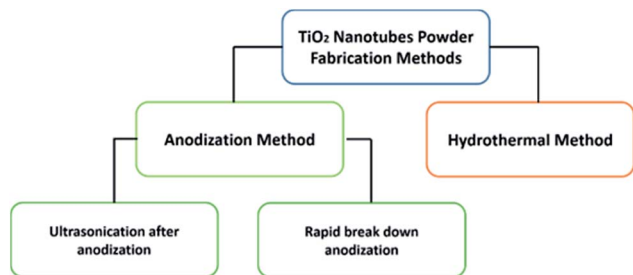 TiO₂ Nanotubes Powder
Fabrication Methods
Anodization Method
Hydrothermal Method
Ultrasonication after
anodization
Rapid break down
anodization